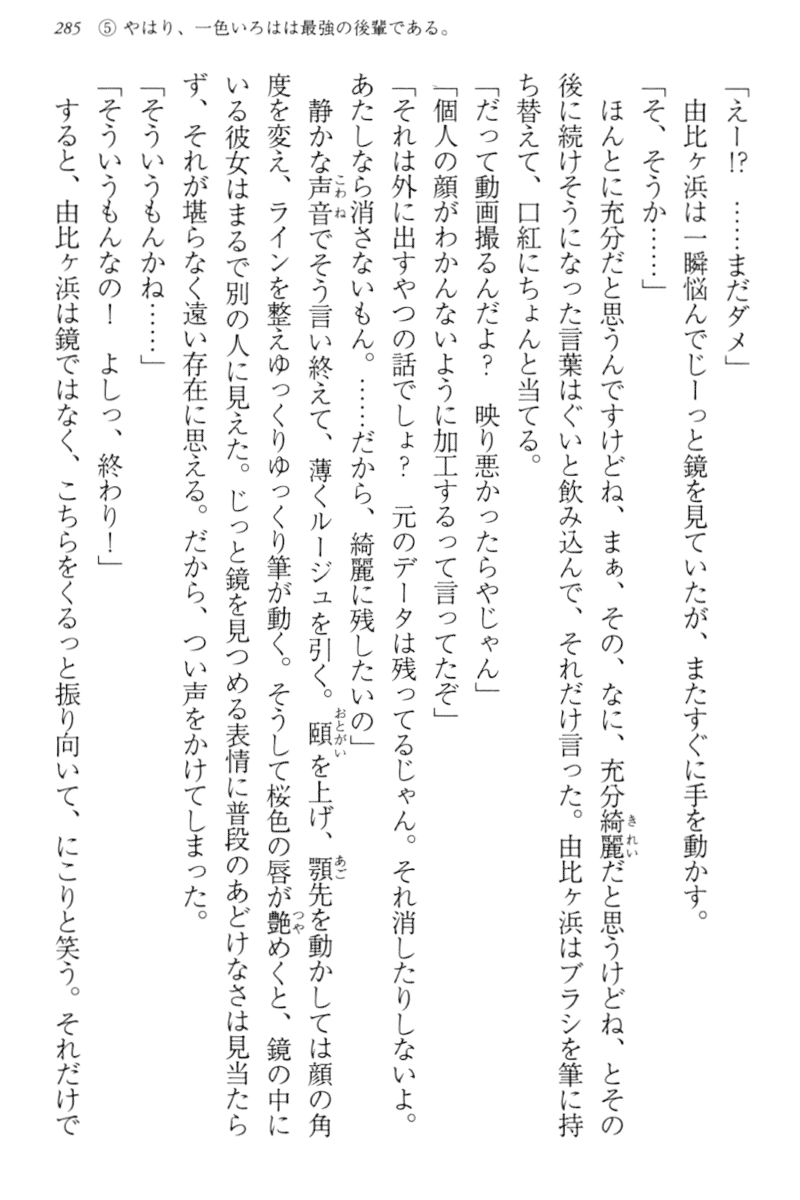 285 ⑤ やはり、一色いろはは最強の後輩である。
「えー!?　……まだダメ」
　由比ヶ浜は一瞬悩んでじーっと鏡を見ていたが、またすぐに手を動かす。
「そ、そうか……」
　ほんとに充分だと思うんですけどね、まぁ、その、なに、充分綺麗だと思うけどね、とその
後に続けそうになった言葉はぐいと飲み込んで、それだけ言った。由比ヶ浜はブラシを筆に持
ち替えて、口紅にちょんと当てる。
「だって動画撮るんだよ？　映り悪かったらやじゃん」
「個人の顔がわかんないように加工するって言ってたぞ」
「それは外に出すやつの話でしょ？　元のデータは残ってるじゃん。それ消したりしないよ。
あたしなら消さないもん。……だから、綺麗に残したいの」
　静かな声音でそう言い終えて、薄くルージュを引く。頤を上げ、顎先を動かしては顔の角
度を変え、ラインを整えゆっくりゆっくり筆が動く。そうして桜色の唇が艶めくと、鏡の中に
いる彼女はまるで別の人に見えた。じっと鏡を見つめる表情に普段のあどけなさは見当たら
ず、それが堪らなく遠い存在に思える。だから、つい声をかけてしまった。
「そういうもんかね……」
「そういうもんなの！　よしっ、終わり！」
　すると、由比ヶ浜は鏡ではなく、こちらをくるっと振り向いて、にこりと笑う。それだけで